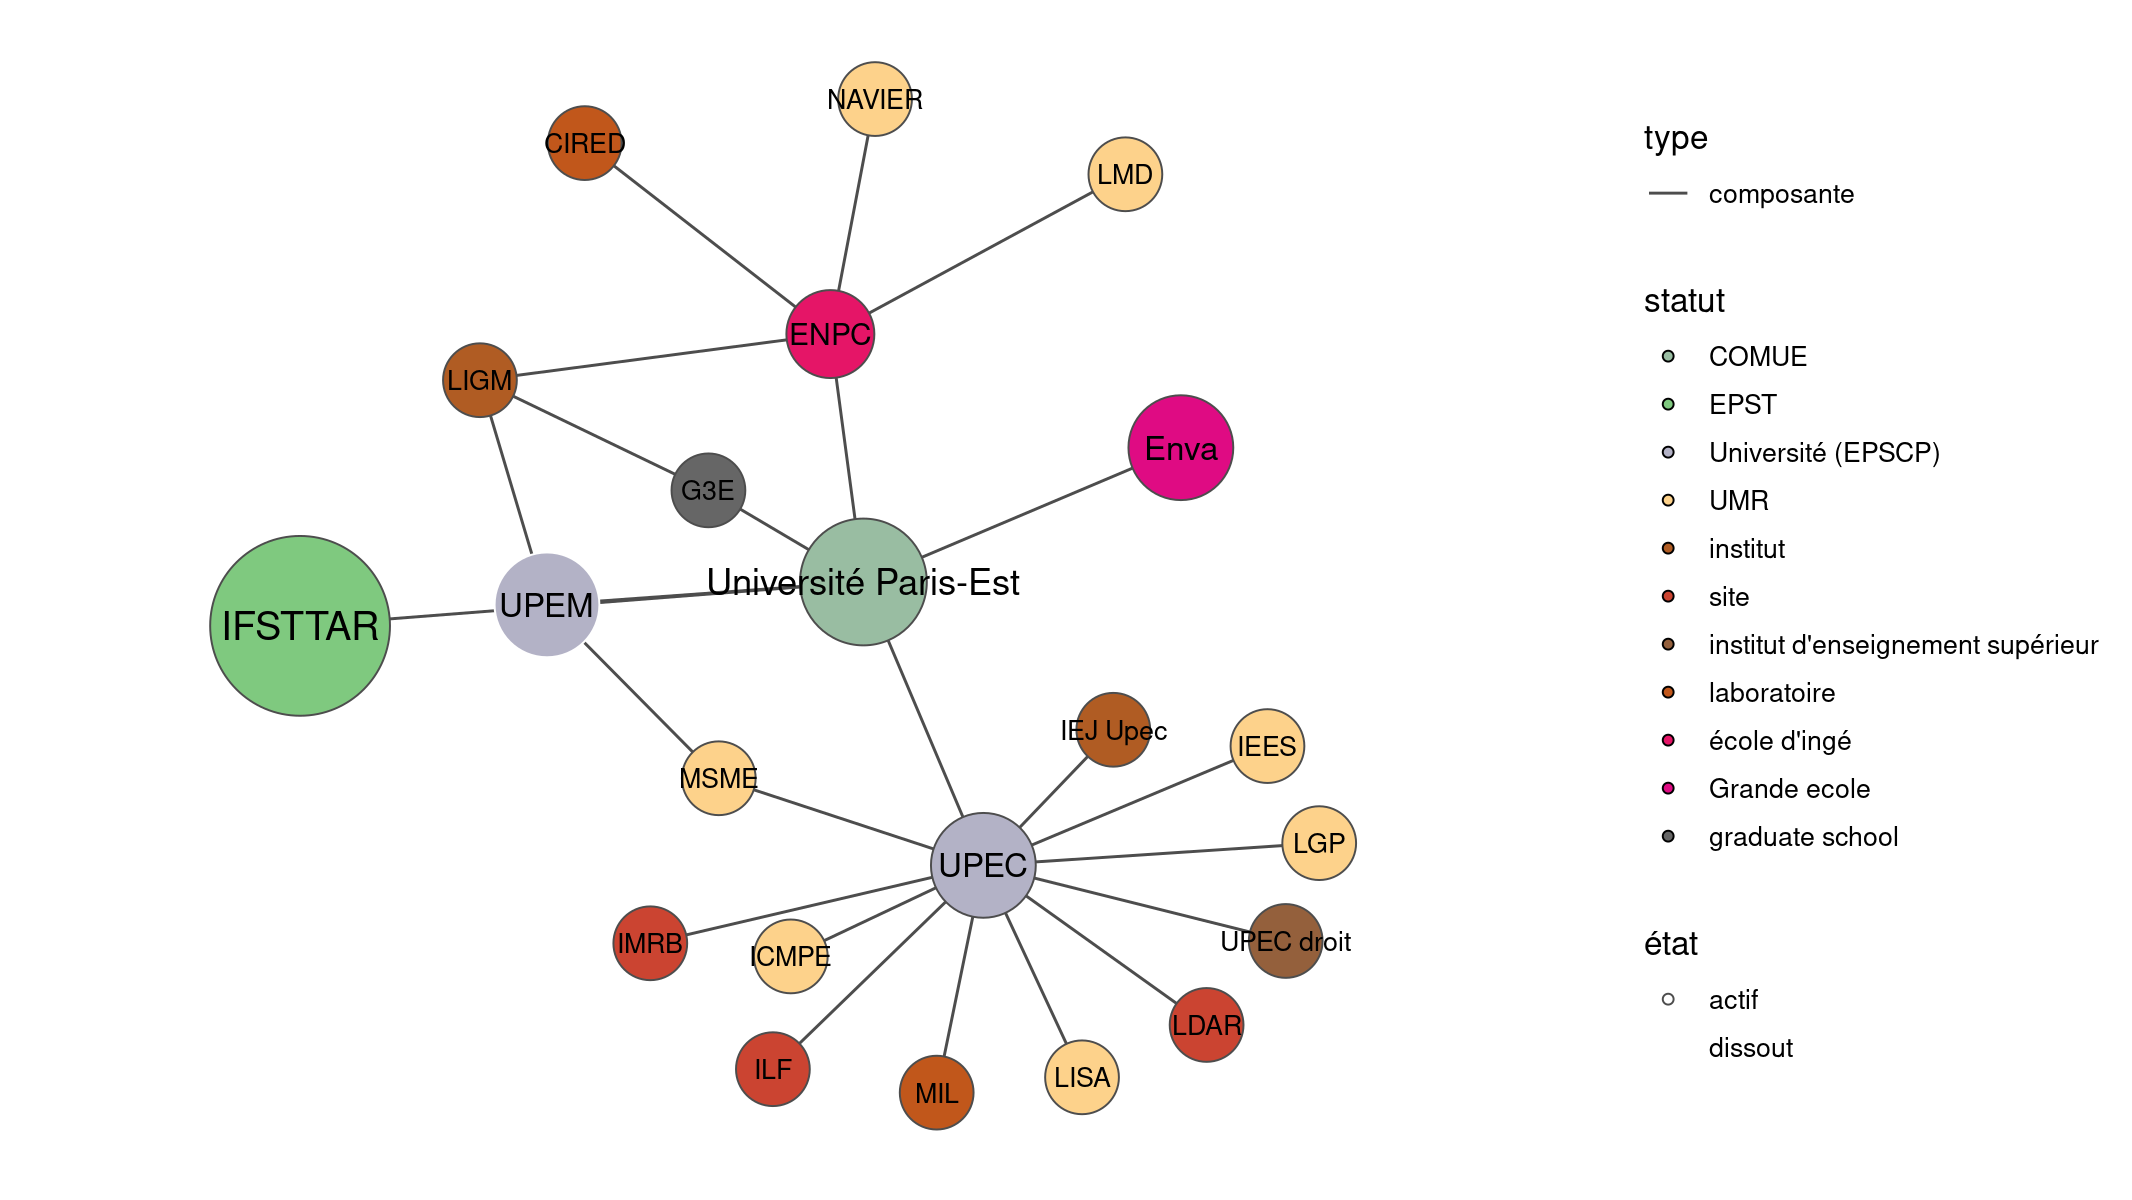 NAVIER
CIRED
LMD
ENPC
LIGM
Enva
G3E
Université Paris-Est
UPEM
IFSTTAR
IEJ Upec
IEES
MSME
LGP
UPEC
UPEC droit
IMRB
ICMPE
LDAR
ILF
LISA
MIL
type
composante
statut
COMUE
EPST
Université (EPSCP)
UMR
institut
site
institut d'enseignement supérieur
laboratoire
école d'ingé
Grande ecole
graduate school
état
actif
dissout